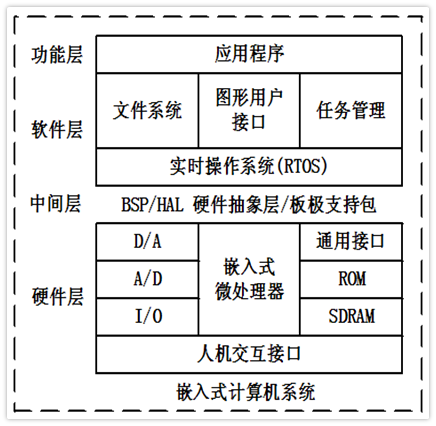 功能层
应用程序
软件层
文件系统
图形用户
接口
任务管理
实时操作系统(RTOS)
中间层
BSP/HAL 硬件抽象层/板极支持包
硬件层
D/A
A/D
I/O
嵌入式
微处理器
通用接口
ROM
SDRAM
人机交互接口
嵌入式计算机系统